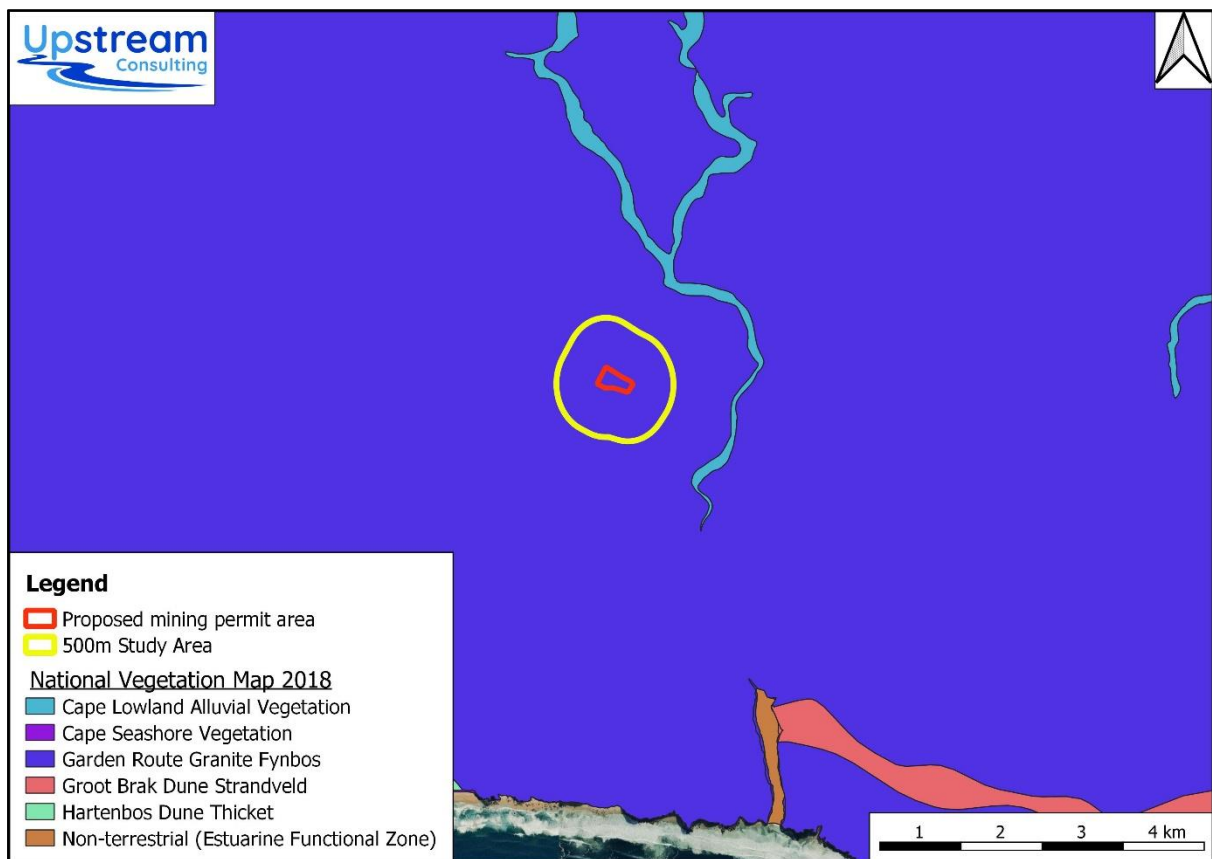 Upstream
Consulting
Legend
Proposed mining permit area
500m Study Area
National Vegetation Map 2018
Cape Lowland Alluvial Vegetation
Cape Seashore Vegetation
Garden Route Granite Fynbos
Groot Brak Dune Strandveld
Hartenbos Dune Thicket
Non-terrestrial (Estuarine Functional Zone)
1 2 3 4 km